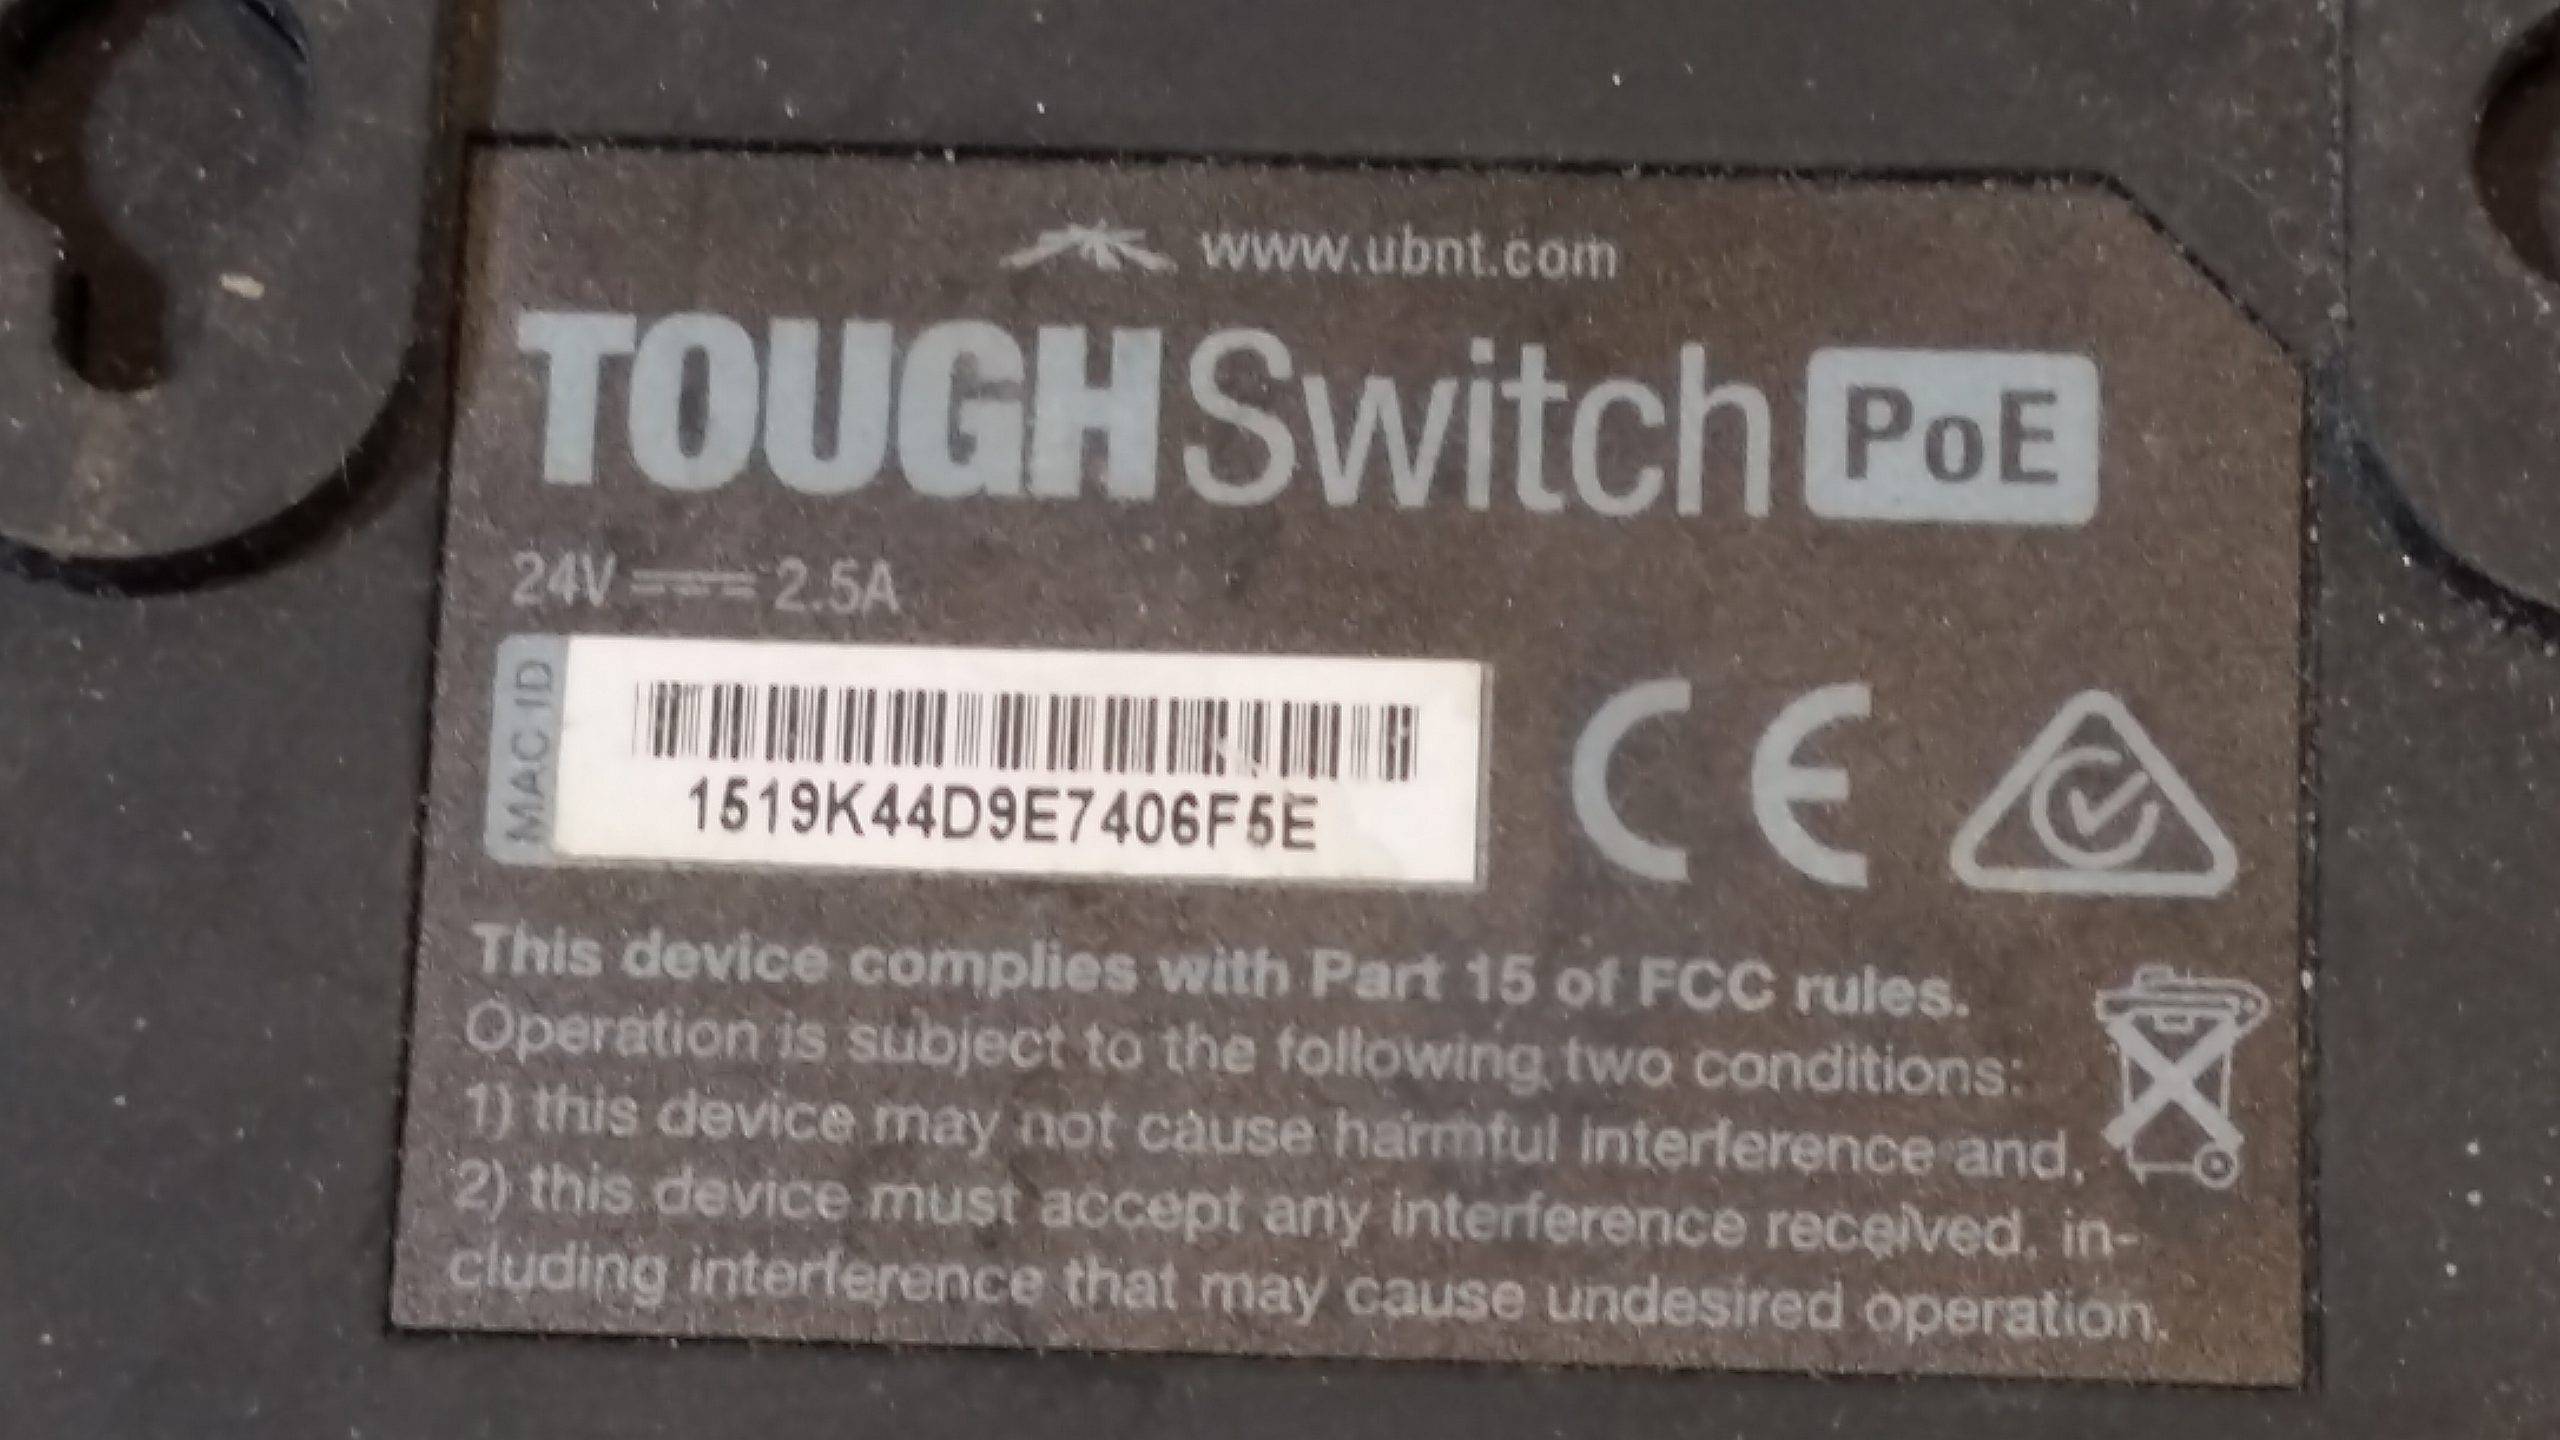 www.ubnt.com
TOUGHSwitch PoE
24V 2.5A
MAC ID
1519K44D9E7406F5E
CE
This device complies with Part 15 of FCC rules.
Operation is subject to the following two conditions:
1) this device may not cause harmful interference and,
2) this device must accept any interference received, in-
cluding interference that may cause undesired operation.